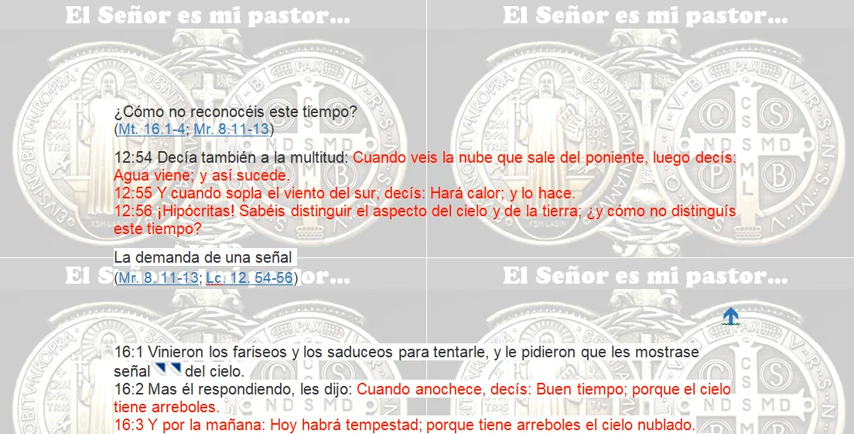 El Señor es mi pastor... El Señor es mi pastor...
¿Cómo no reconocéis este tiempo?
(Mt. 16.1-4; Mr. 8.11-13)
12:54 Decía también a la multitud: Cuando veis la nube que sale del poniente, luego decís:
Agua viene; y así sucede.
12:55 Y cuando sopla el viento del sur, decís: Hará calor; y lo hace.
12:56 ¡Hipócritas! Sabéis distinguir el aspecto del cielo y de la tierra; ¿y cómo no distinguís
este tiempo?
La demanda de una señal
El Señor es mi pastor... El Señor es mi pastor...
(Mr. 8. 11-13; Lc. 12. 54-56)
16:1 Vinieron los fariseos y los saduceos para tentarle, y le pidieron que les mostrase
señal del cielo.
16:2 Mas él respondiendo, les dijo: Cuando anochece, decís: Buen tiempo; porque el cielo
tiene arreboles.
16:3 Y por la mañana: Hoy habrá tempestad; porque tiene arreboles el cielo nublado.